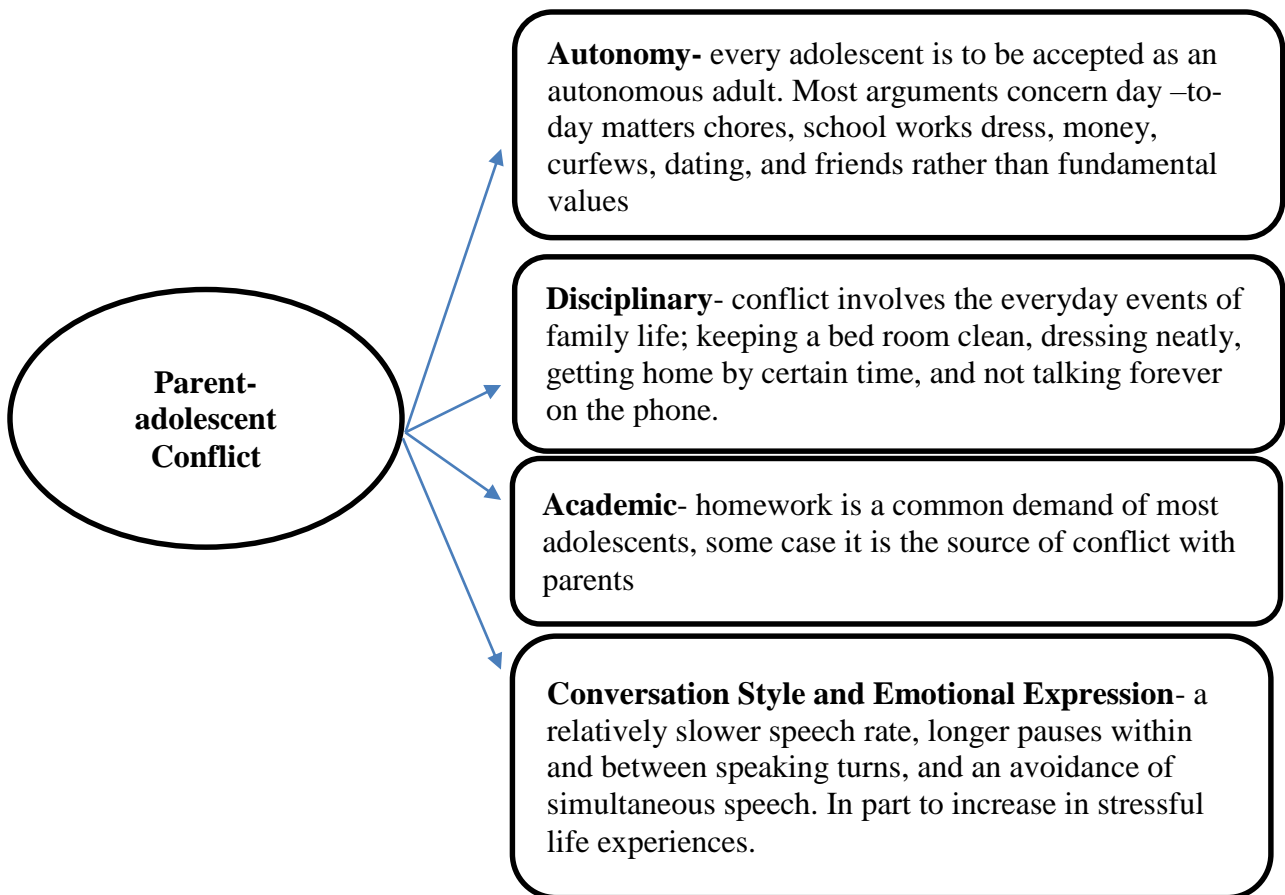 Autonomy- every adolescent is to be accepted as an
autonomous adult. Most arguments concern day –to-
day matters chores, school works dress, money,
curfews, dating, and friends rather than fundamental
values
Disciplinary- conflict involves the everyday events of
family life; keeping a bed room clean, dressing neatly,
getting home by certain time, and not talking forever
on the phone.
Parent-
adolescent
Conflict
Academic- homework is a common demand of most
adolescents, some case it is the source of conflict with
parents
Conversation Style and Emotional Expression- a
relatively slower speech rate, longer pauses within
and between speaking turns, and an avoidance of
simultaneous speech. In part to increase in stressful
life experiences.